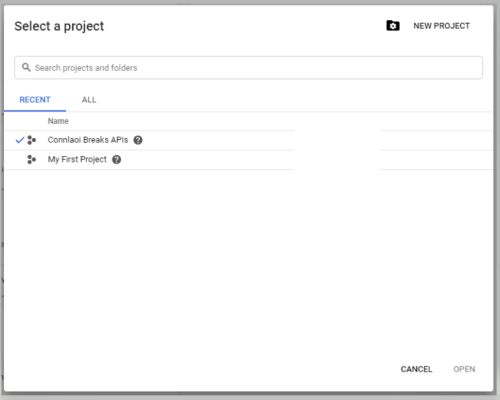 Select a project
NEW PROJECT
Search projects and folders
RECENT
ALL
Name
Connlaoi Breaks APIs
My First Project
CANCEL
OPEN